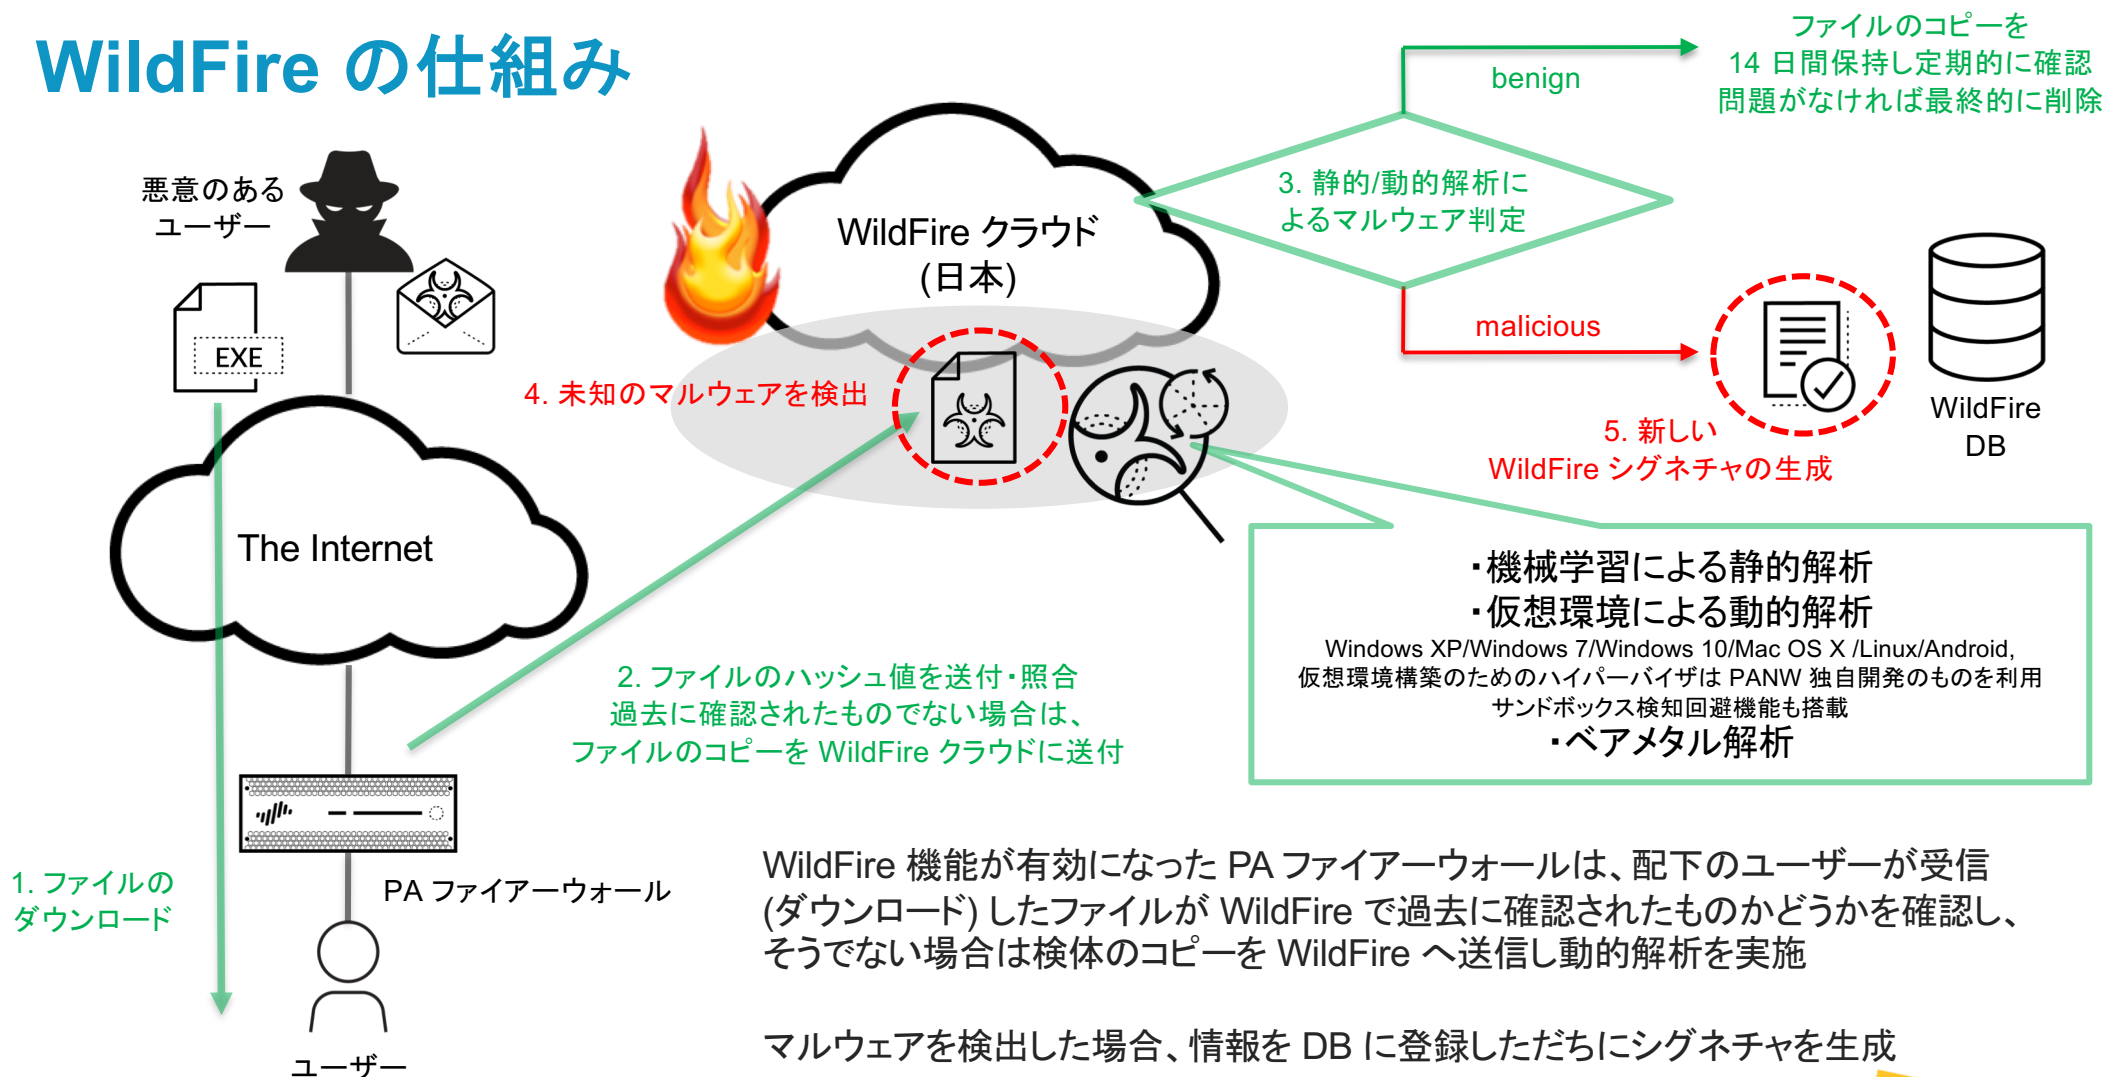 WildFire の仕組み
悪意のある
ユーザー
EXE
The Internet
1. ファイルの
ダウンロード
PA ファイアーウォール
ユーザー
WildFire クラウド
(日本)
2. ファイルのハッシュ値を送付・照合
過去に確認されたものでない場合は、
ファイルのコピーを WildFire クラウドに送付
3. 静的/動的解析に
よるマルウェア判定
benign
ファイルのコピーを
14 日間保持し定期的に確認
問題がなければ最終的に削除
malicious
4. 未知のマルウェアを検出
5. 新しい
WildFire シグネチャの生成
WildFire
DB
・機械学習による静的解析
・仮想環境による動的解析
Windows XP/Windows 7/Windows 10/Mac OS X /Linux/Android,
仮想環境構築のためのハイパーバイザは PANW 独自開発のものを利用
サンドボックス検知回避機能も搭載
・ベアメタル解析
WildFire 機能が有効になった PA ファイアーウォールは、配下のユーザーが受信
(ダウンロード) したファイルが WildFire で過去に確認されたものかどうかを確認し、
そうでない場合は検体のコピーを WildFire へ送信し動的解析を実施
マルウェアを検出した場合、情報を DB に登録しただちにシグネチャを生成